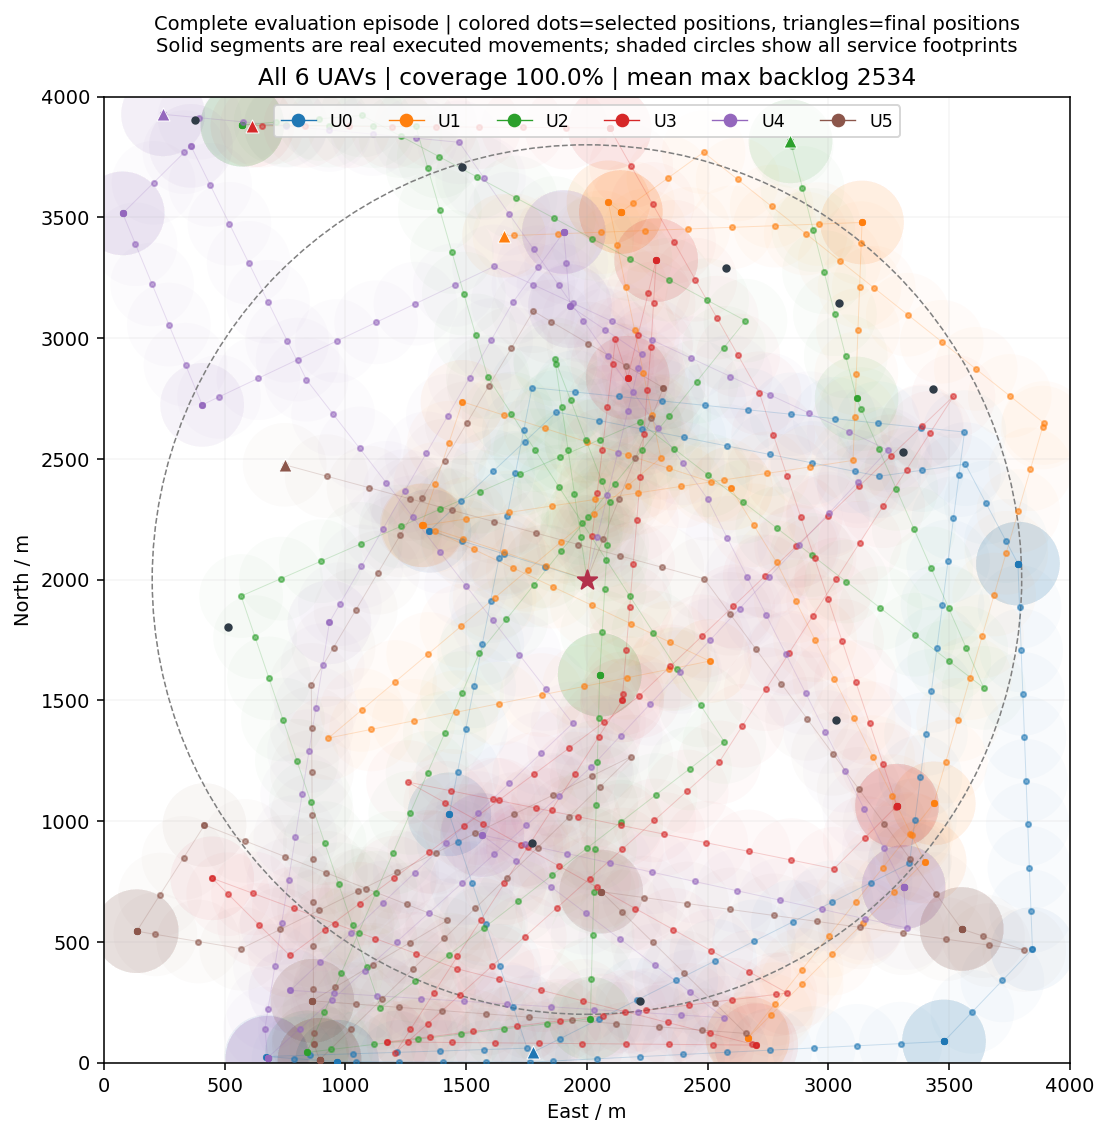 Complete evaluation episode | colored dots=selected positions, triangles=final positions
Solid segments are real executed movements; shaded circles show all service footprints
All 6 UAVs | coverage 100.0% | mean max backlog 2534
U0 U1 U2 U3 U4 U5
4000
3500
3000
2500
2000
1500
1000
500
0
North / m
0 500 1000 1500 2000 2500 3000 3500 4000
East / m